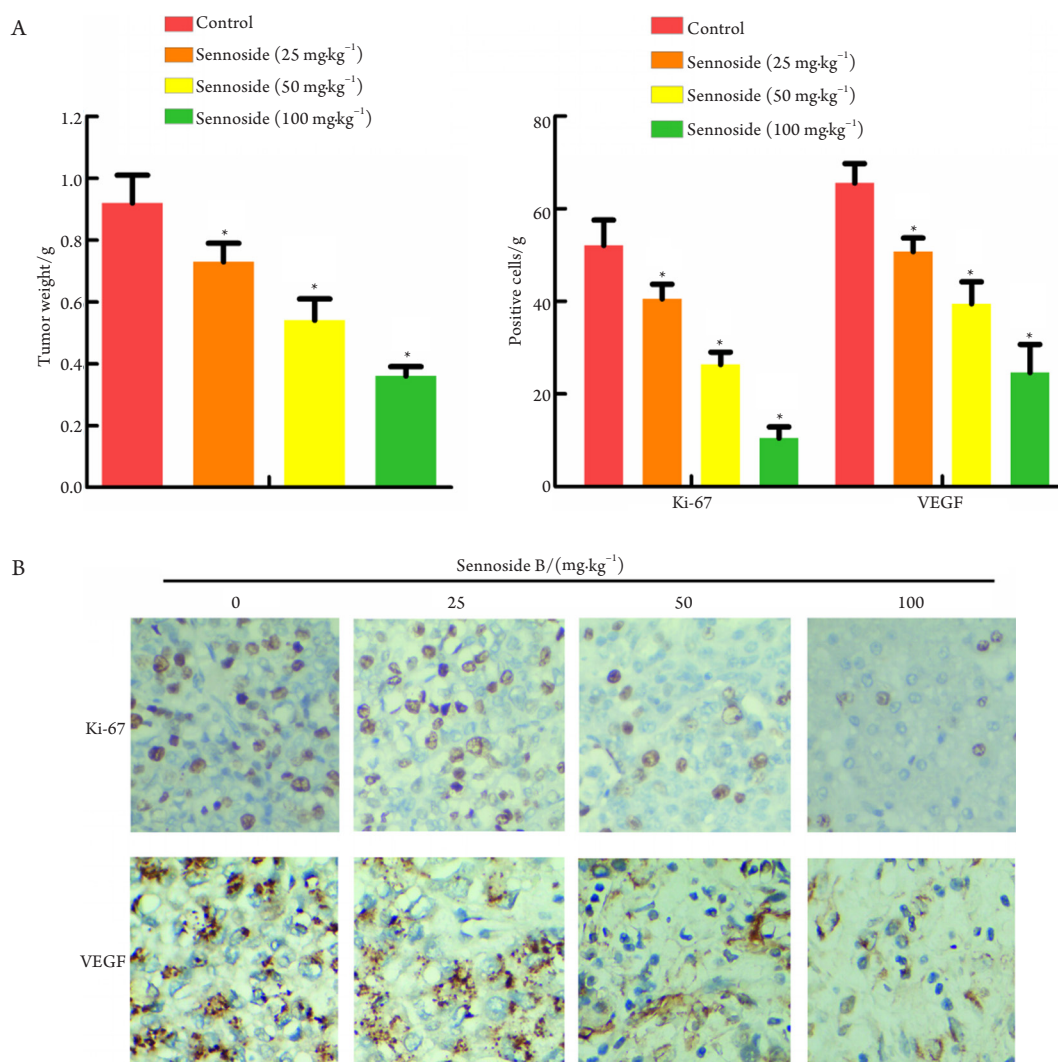 A
Control
Sennoside (25 mg·kg⁻¹)
Sennoside (50 mg·kg⁻¹)
Sennoside (100 mg·kg⁻¹)
1.2
1.0
0.8
0.6
0.4
0.2
0.0
Tumor weight/g
*
*
*
Control
Sennoside (25 mg·kg⁻¹)
Sennoside (50 mg·kg⁻¹)
Sennoside (100 mg·kg⁻¹)
80
60
40
20
0
Positive cells/g
*
*
*
*
*
*
Ki-67
VEGF
B
Sennoside B/(mg·kg⁻¹)
0 25 50 100
Ki-67
VEGF